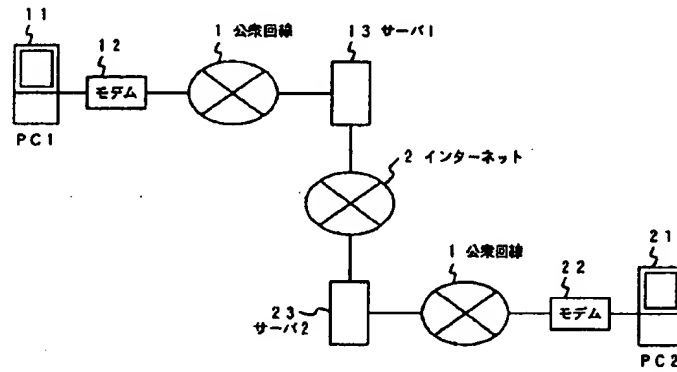 11
12
1 公衆回線
13 サーバ1
モデム
PC1
2 インターネット
1 公衆回線
22
21
23
サーバ2
モデム
PC2